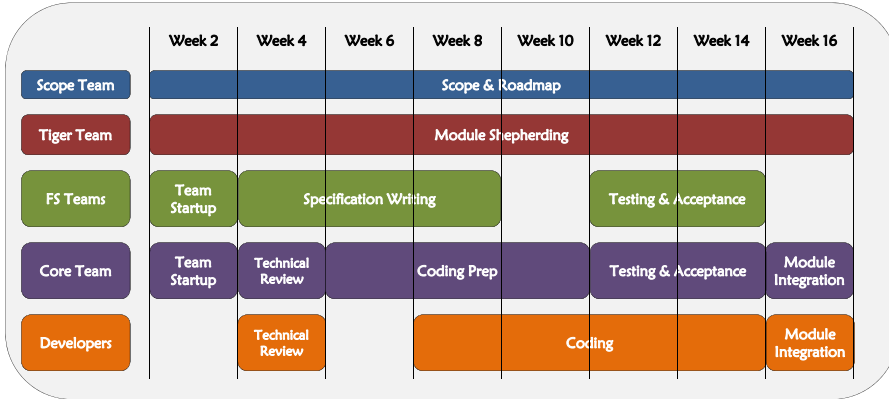 Week 2 Week 4 Week 6 Week 8 Week 10 Week 12 Week 14 Week 16
Scope Team Scope & Roadmap
Tiger Team Module Shepherding
FS Teams Team Startup Specification Writing Testing & Acceptance
Core Team Team Startup Technical Review Coding Prep Testing & Acceptance Module Integration
Developers Technical Review Coding Module Integration